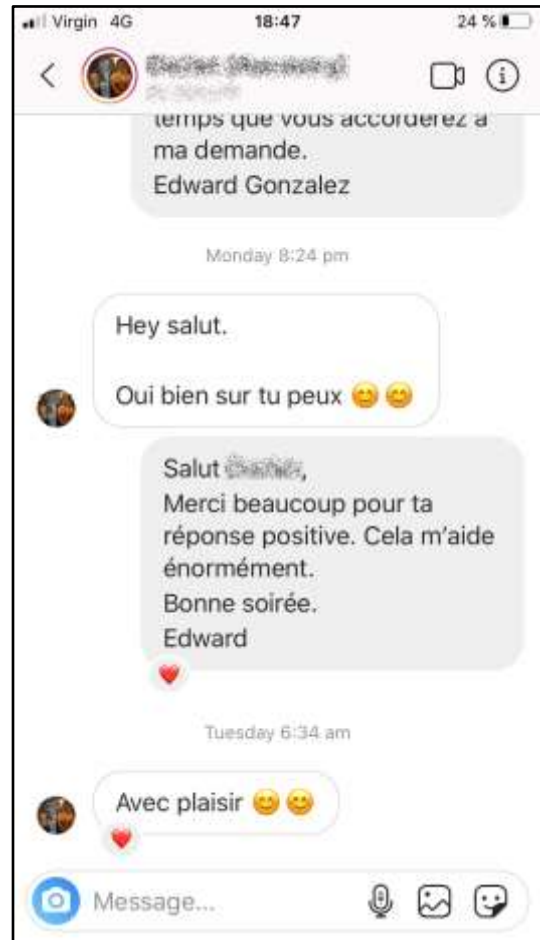 Virgin 4G 18:47 24 %
temps que vous accorderez à
ma demande.
Edward Gonzalez
Monday 8:24 pm
Hey salut.
Oui bien sur tu peux 😊 😊
Salut ,
Merci beaucoup pour ta
réponse positive. Cela m'aide
énormément.
Bonne soirée.
Edward
Tuesday 6:34 am
Avec plaisir 😊 😊
Message...